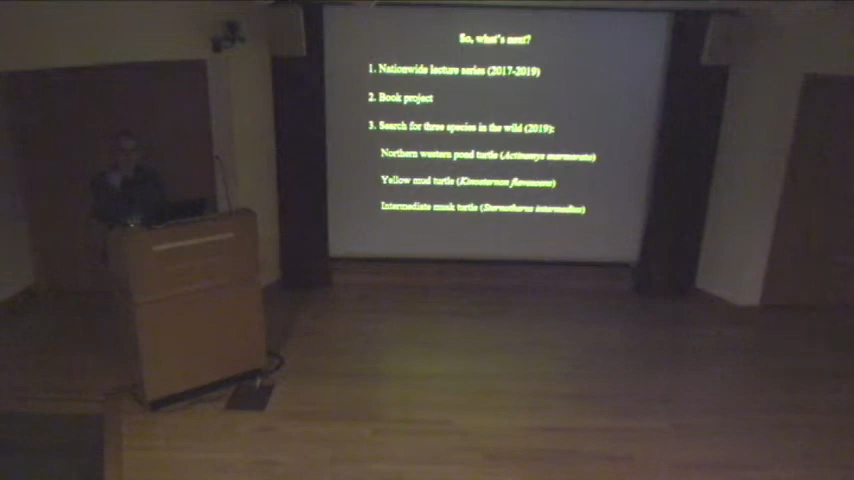 So, what's next?
1. Nationwide lecture series (2017-2019)
2. Book project
3. Search for three species in the wild (2019):
Northern western pond turtle (Actinemys marmorata)
Yellow mud turtle (Kinosternon flavescens)
Intermediate musk turtle (Sternotherus intermedius)